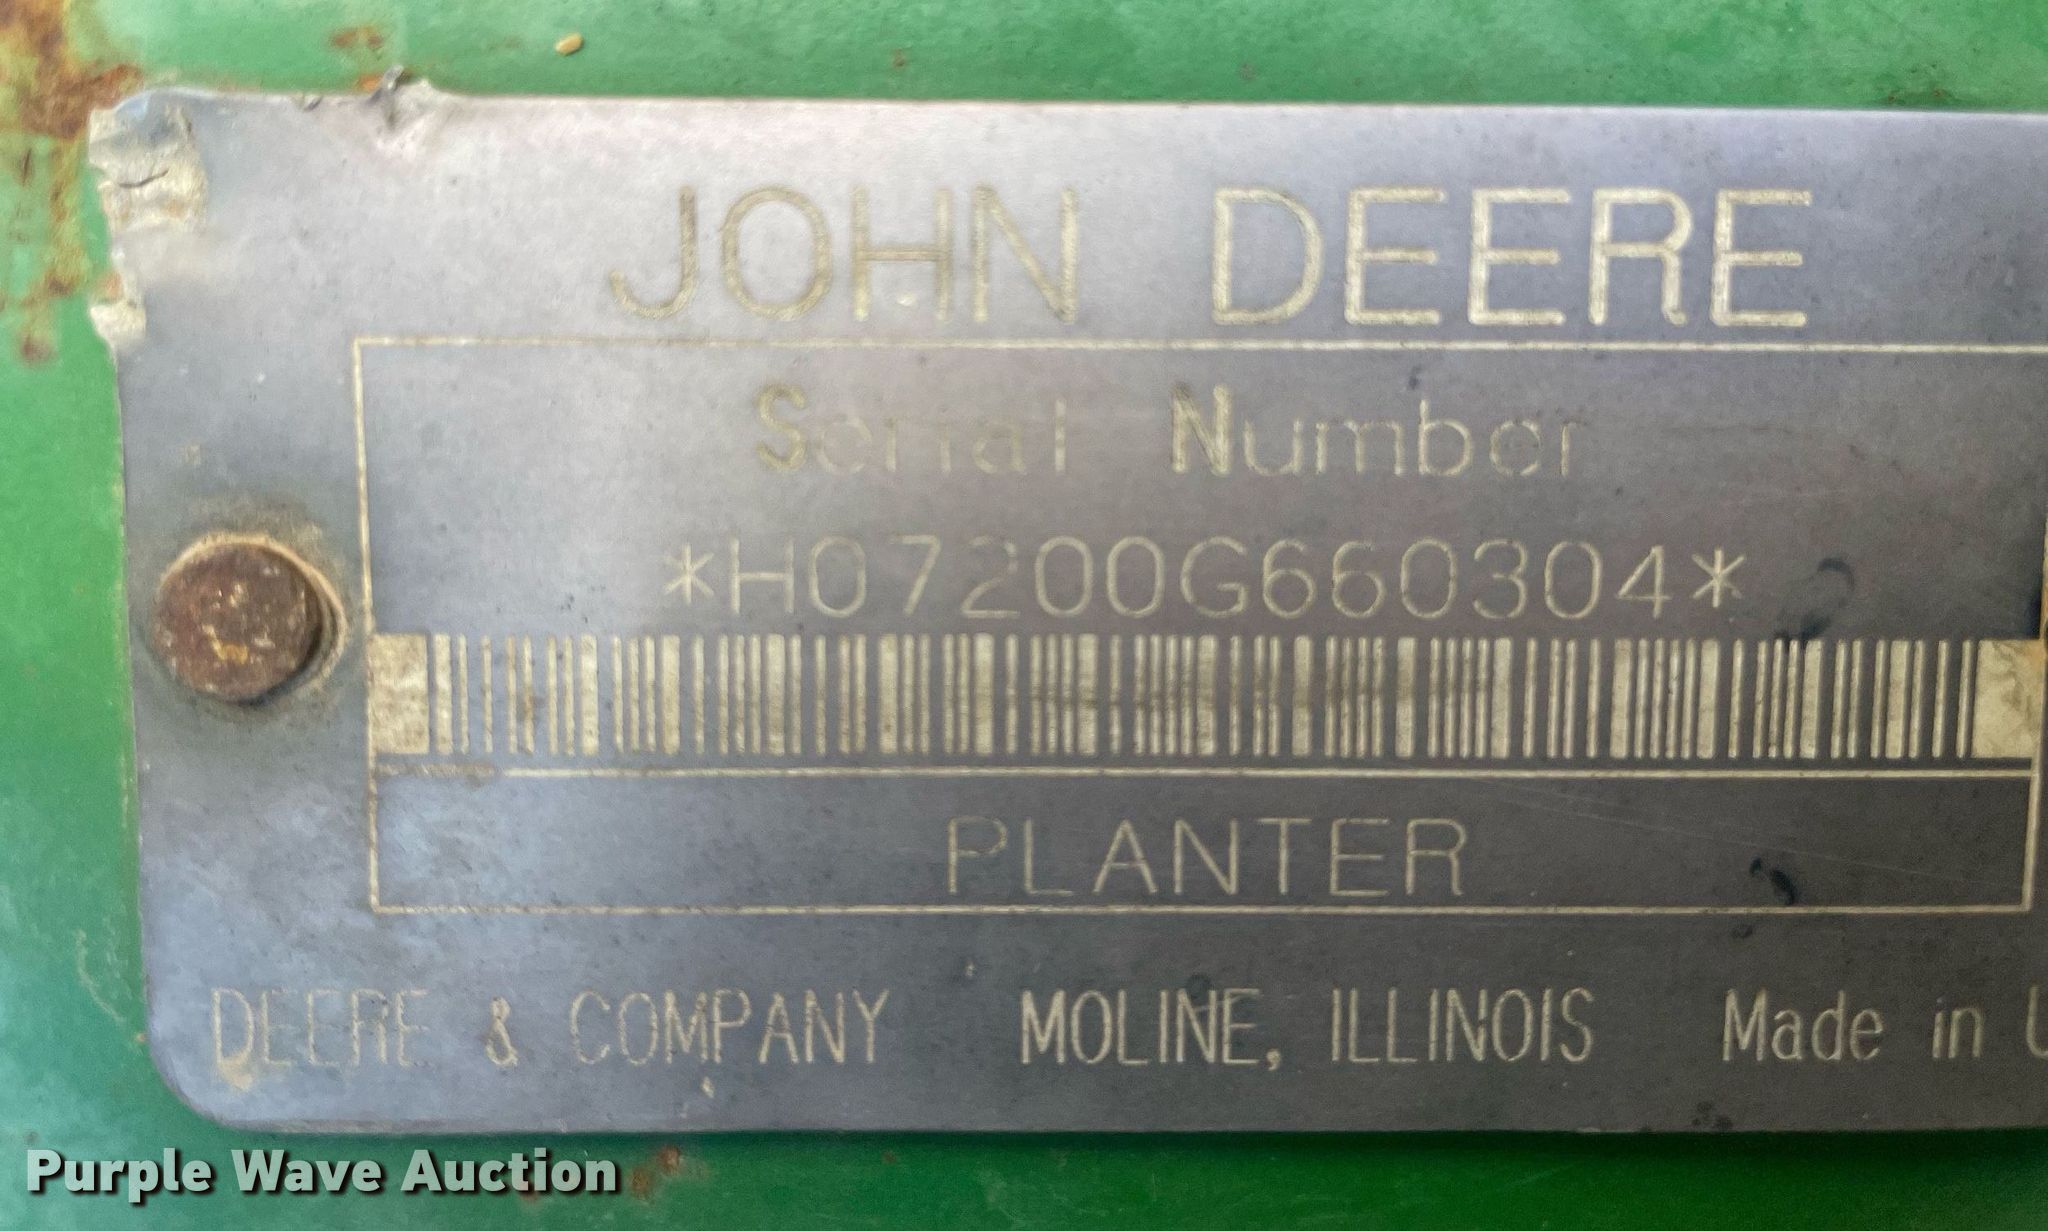 JOHN DEERE
Serial Number
*H07200G660304*
PLANTER
DEERE & COMPANY MOLINE, ILLINOIS Made in U
Purple Wave Auction